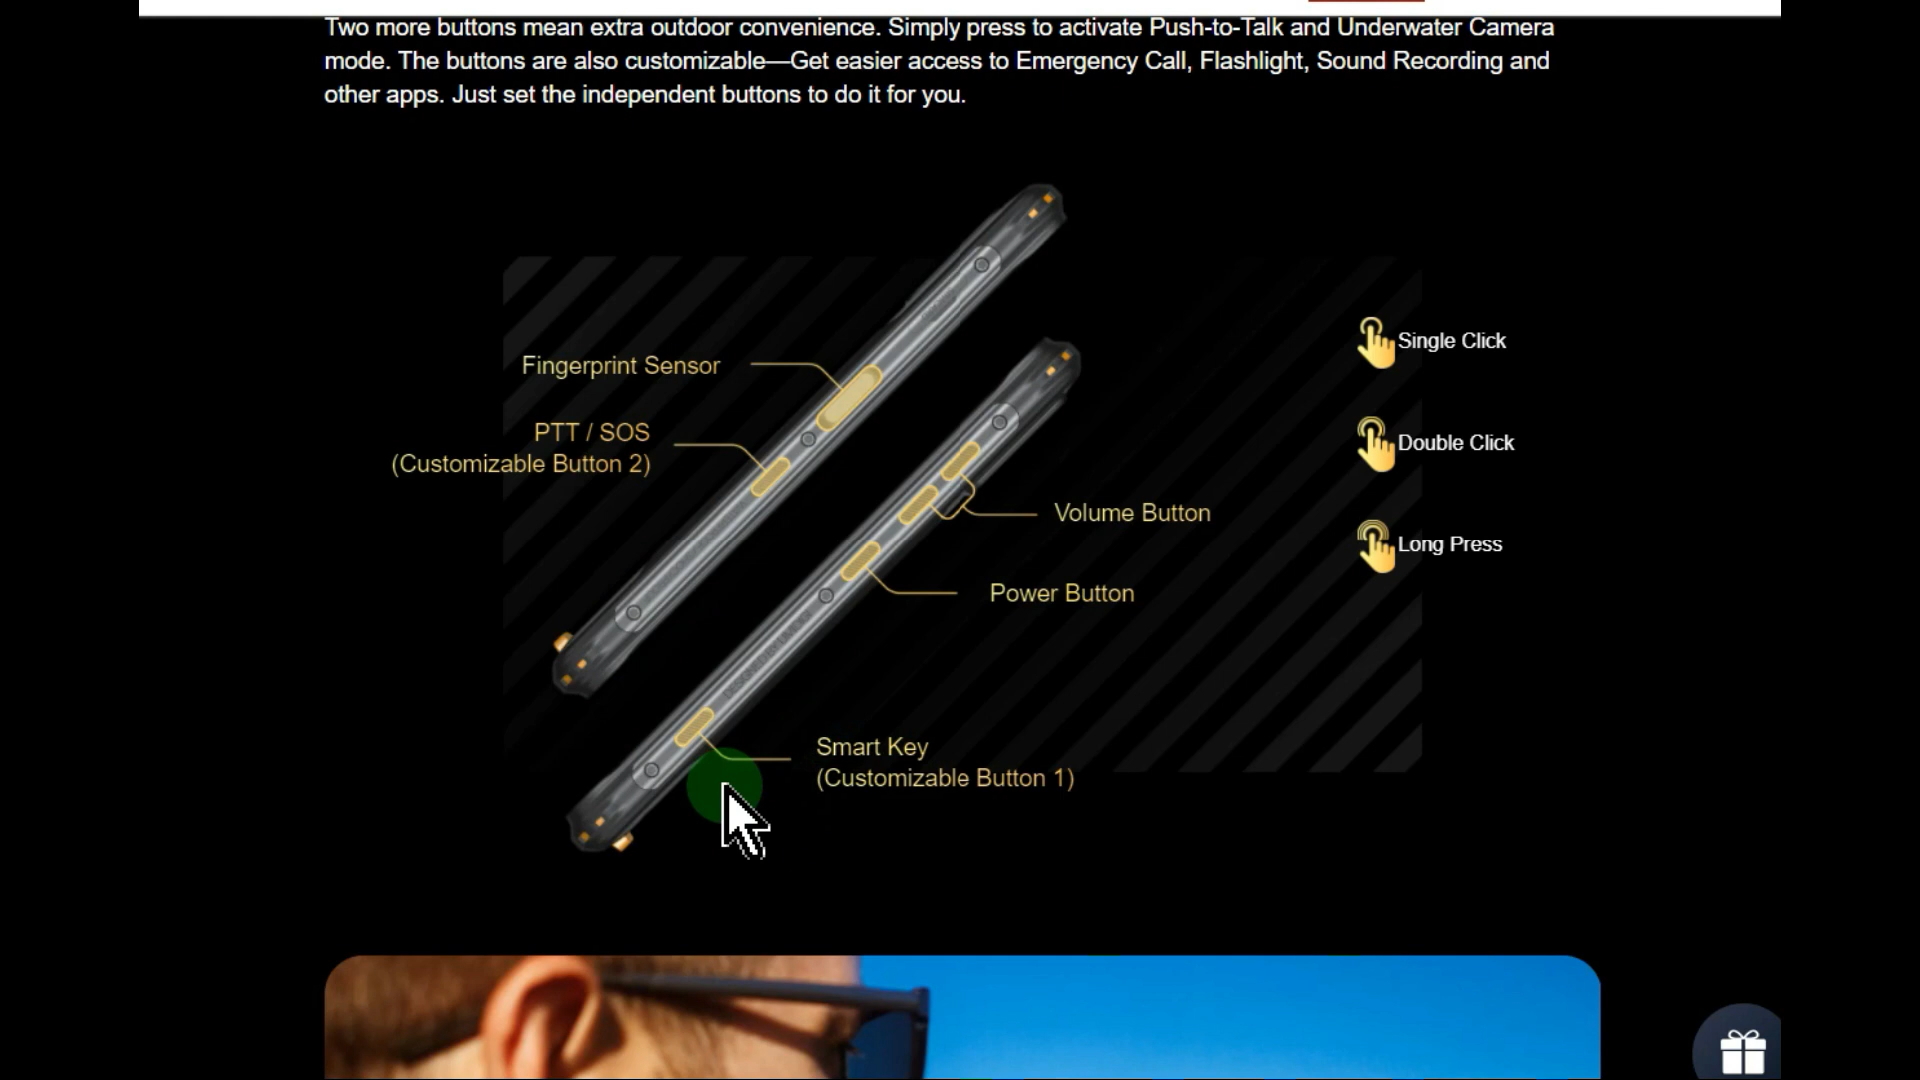 Two more buttons mean extra outdoor convenience. Simply press to activate Push-to-Talk and Underwater Camera
mode. The buttons are also customizable—Get easier access to Emergency Call, Flashlight, Sound Recording and
other apps. Just set the independent buttons to do it for you.
Fingerprint Sensor
PTT / SOS
(Customizable Button 2)
Volume Button
Power Button
Smart Key
(Customizable Button 1)
Single Click
Double Click
Long Press